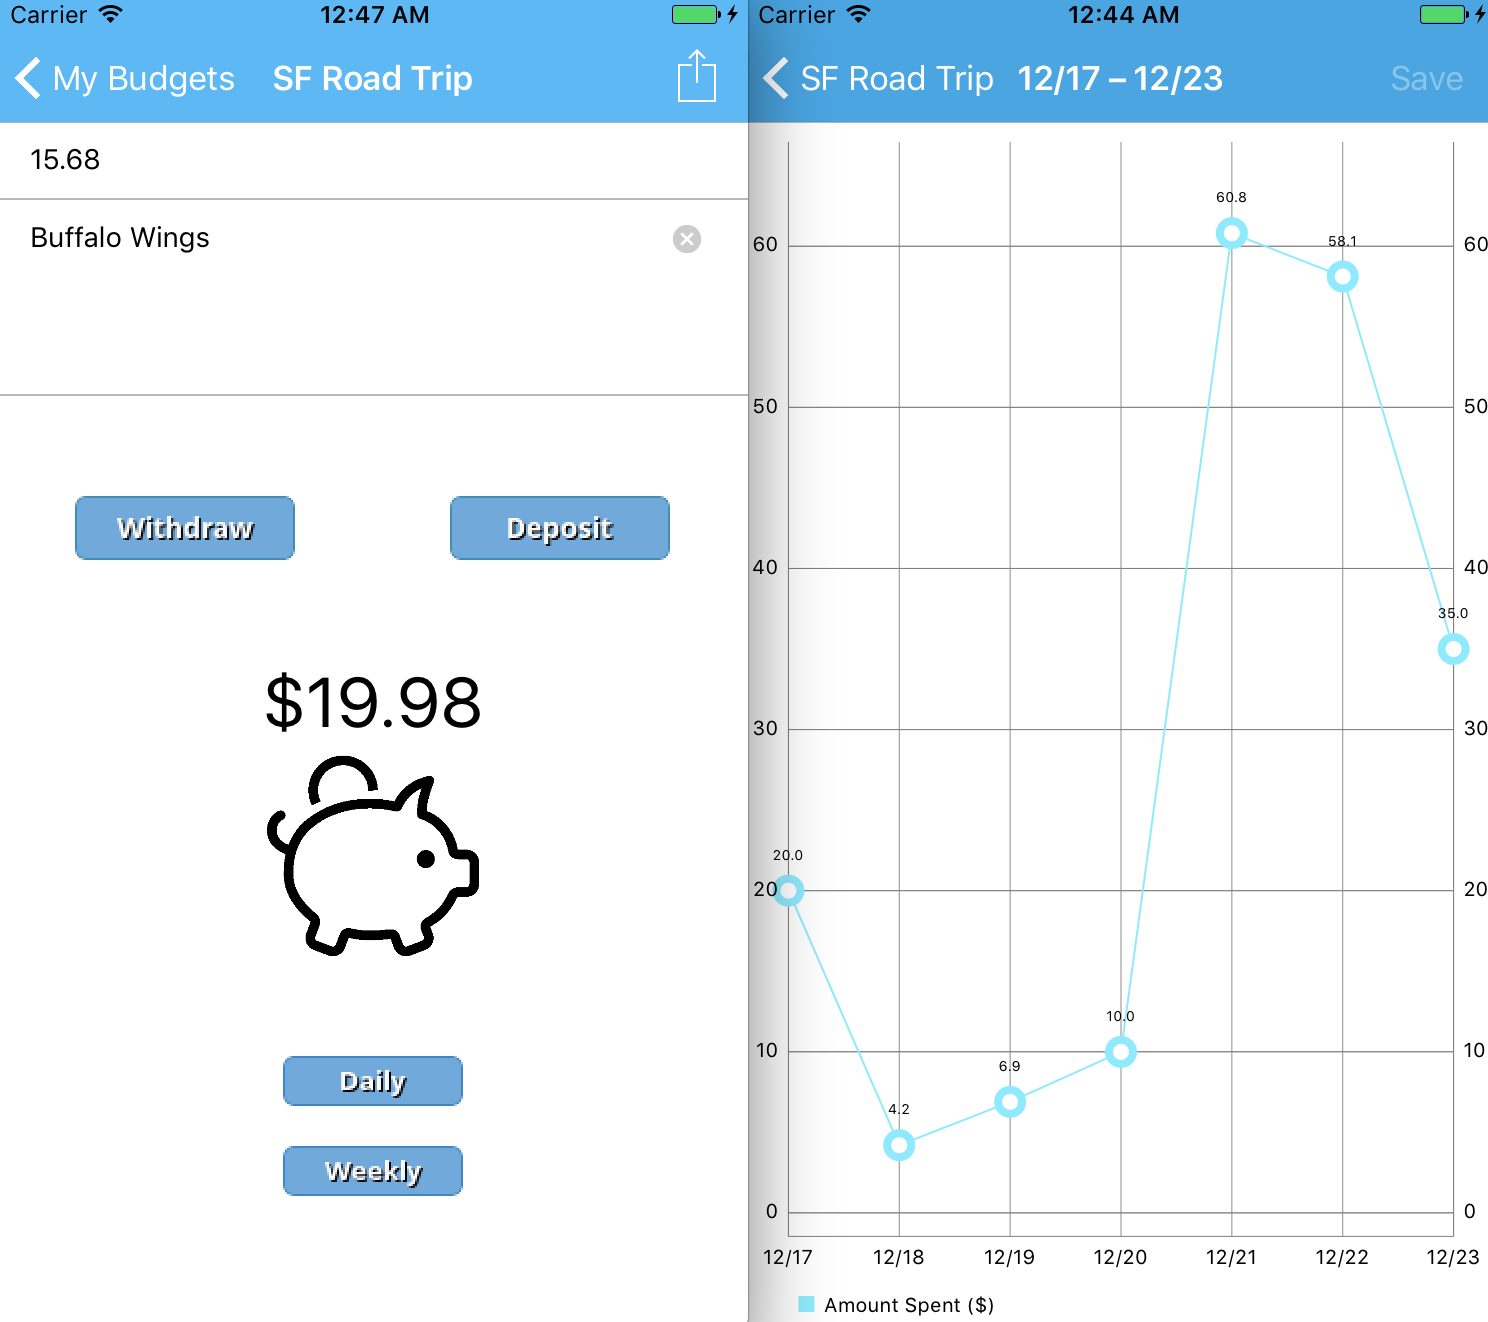 Carrier 12:47 AM
My Budgets SF Road Trip
15.68
Buffalo Wings
Withdraw Deposit
$19.98
Daily
Weekly
Carrier 12:44 AM
SF Road Trip 12/17 – 12/23 Save
60.8
60 58.1 60
50 50
40 40
35.0
30 30
20.0
20 20
10.0
10 10
6.9
4.2
0 0
12/17 12/18 12/19 12/20 12/21 12/22 12/23
Amount Spent ($)